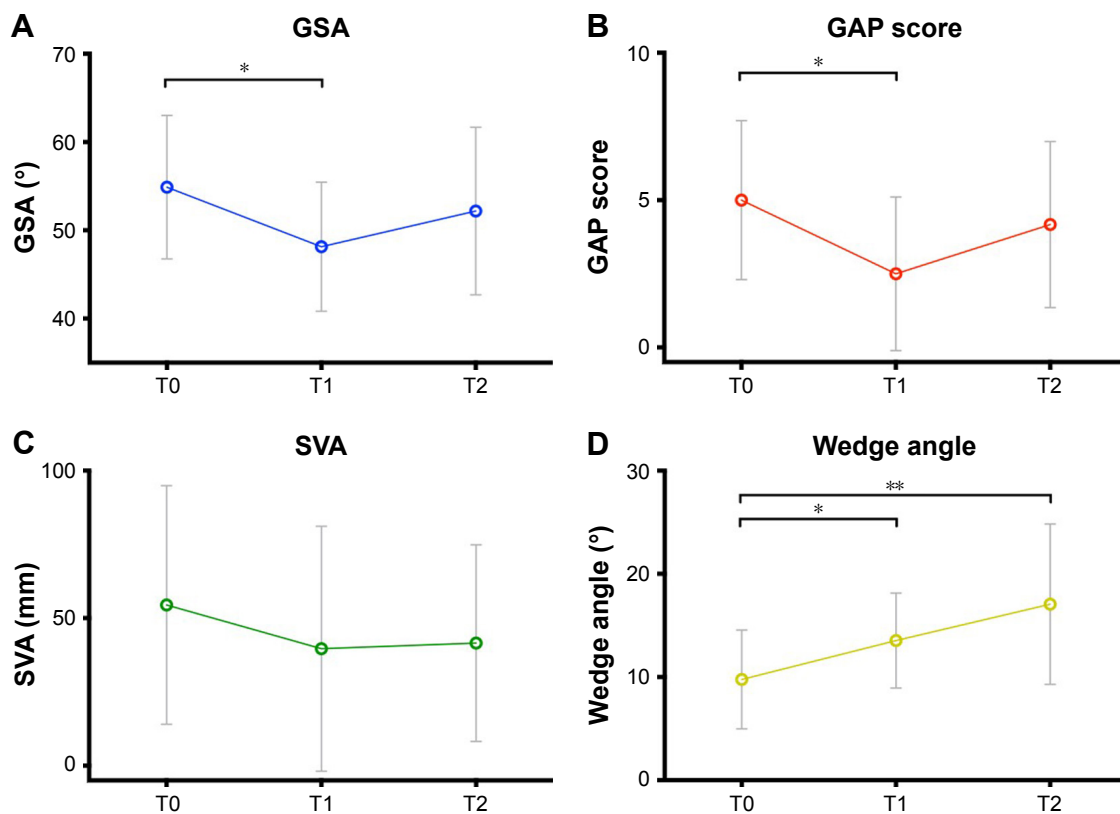 A
GSA
70
*
60
GSA (°)
50
40
T0 T1 T2
B
GAP score
10
*
GAP score
5
0
T0 T1 T2
C
SVA
100
SVA (mm)
50
0
T0 T1 T2
D
Wedge angle
30
**
*
Wedge angle (°)
20
10
0
T0 T1 T2